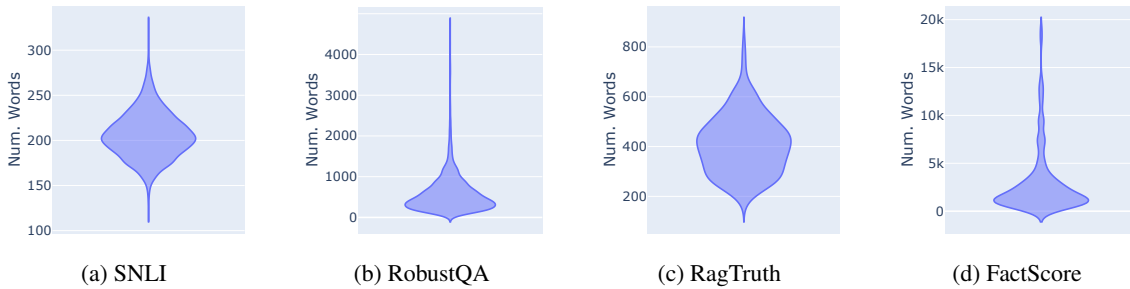 Num. Words
300
250
200
150
100
(a) SNLI
Num. Words
4000
3000
2000
1000
0
(b) RobustQA
Num. Words
800
600
400
200
(c) RagTruth
Num. Words
20k
15k
10k
5k
0
(d) FactScore